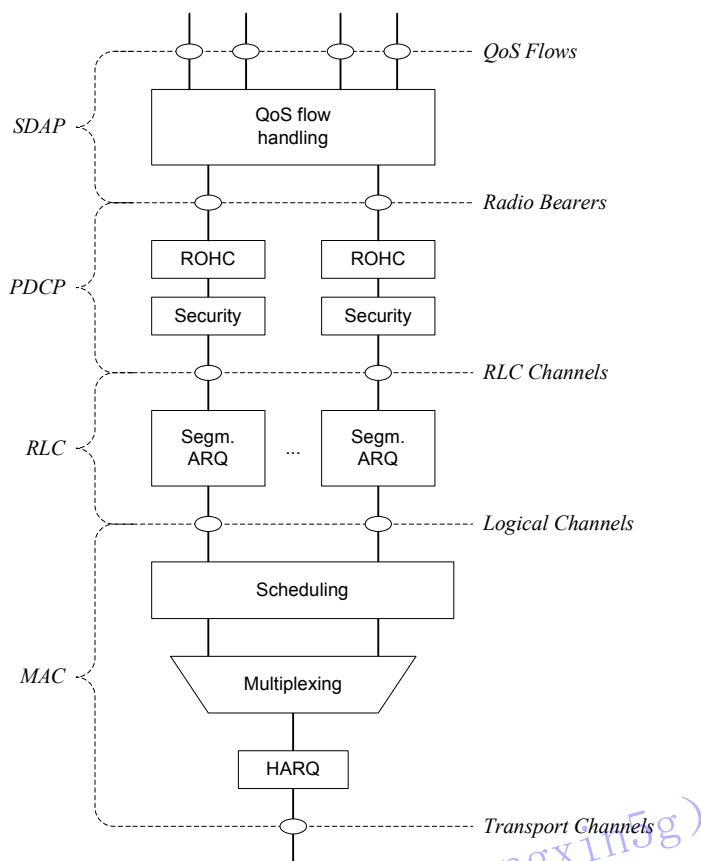 QoS Flows
QoS flow
handling
SDAP
Radio Bearers
ROHC ROHC
PDCP
Security Security
RLC Channels
Segm.
ARQ
...
Segm.
ARQ
RLC
Logical Channels
Scheduling
MAC
Multiplexing
HARQ
Transport Channels
gxin5g)